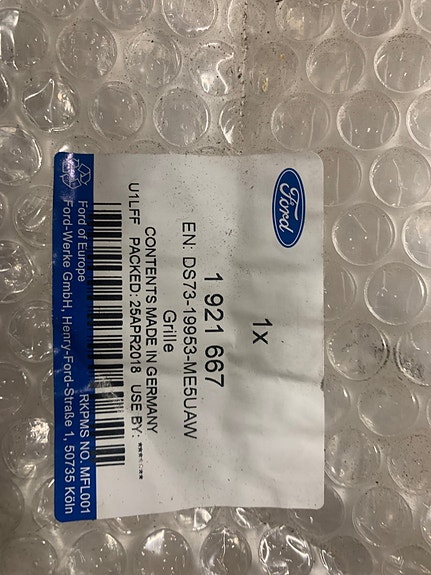 Ford
1x
1 921 667
EN: DS73-19953-ME5UAW
Grille
CONTENTS MADE IN GERMANY
U1LFF PACKED: 25APR2018 USE BY:
RKPMS NO. MFL001
Ford of Europe
Ford-Werke GmbH, Henry-Ford-Straße 1, 50735 Köln